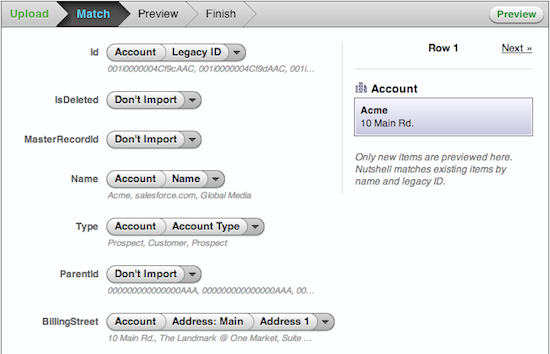 Upload Match Preview Finish Preview
Id Account Legacy ID
001i0000004Cf9cAAC, 001i0000004Cf9dAAC, 001i...
IsDeleted Don't Import
MasterRecordId Don't Import
Name Account Name
Acme, salesforce.com, Global Media
Type Account Account Type
Prospect, Customer, Prospect
ParentId Don't Import
000000000000000AAA, 000000000000000AAA, 00...
BillingStreet Account Address: Main Address 1
10 Main Rd., The Landmark @ One Market, Suite ...
Row 1 Next »
Account
Acme
10 Main Rd.
Only new items are previewed here.
Nutshell matches existing items by
name and legacy ID.